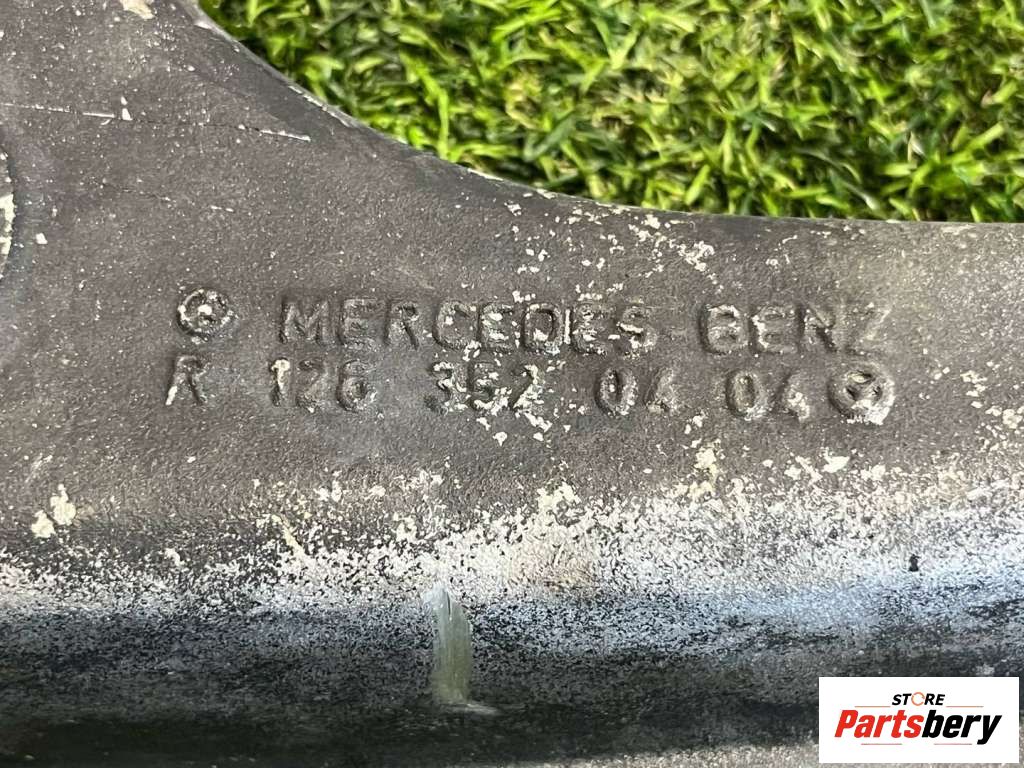 MERCEDES-BENZ
R 126 352 04 04
STORE
Partsbery